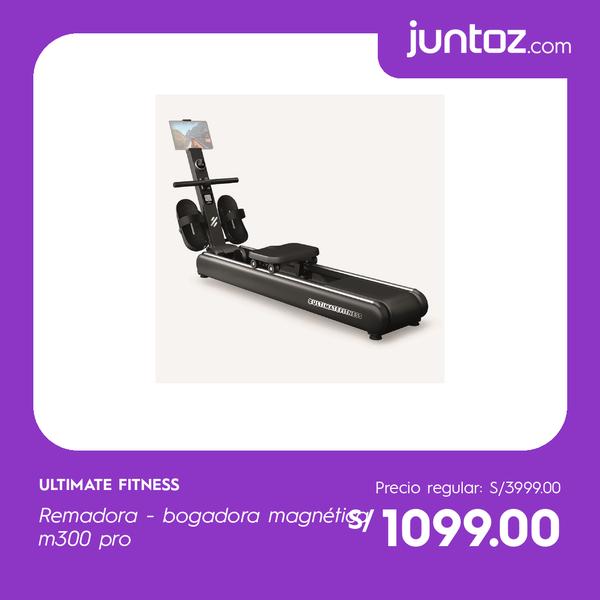 juntoz.com
ULTIMATEFITNESS
ULTIMATE FITNESS
Remadora - bogadora magnética
m300 pro
Precio regular: S/3999.00
S/ 1099.00